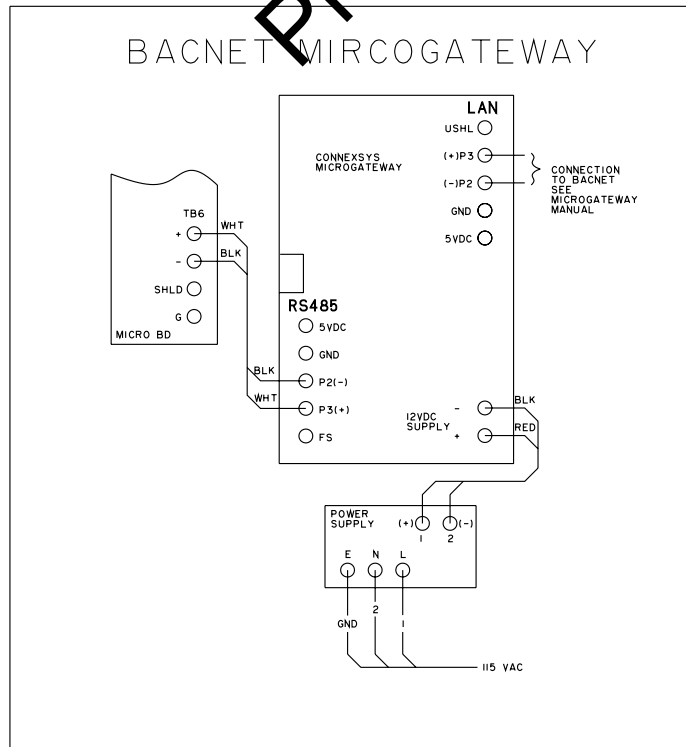 BACNET MIRCOGATEWAY
LAN
USHL
(+)P3
(-)P2
GND
5VDC
CONNEXSYS
MICROGATEWAY
CONNECTION
TO BACNET
SEE
MICROGATEWAY
MANUAL
TB6
+
-
SHLD
G
MICRO BD
WHT
BLK
RS485
5VDC
GND
P2(-)
P3(+)
FS
BLK
WHT
12VDC
SUPPLY
-
+
BLK
RED
POWER
SUPPLY
(+)
(-)
1
2
E
N
L
GND
2
1
115 VAC